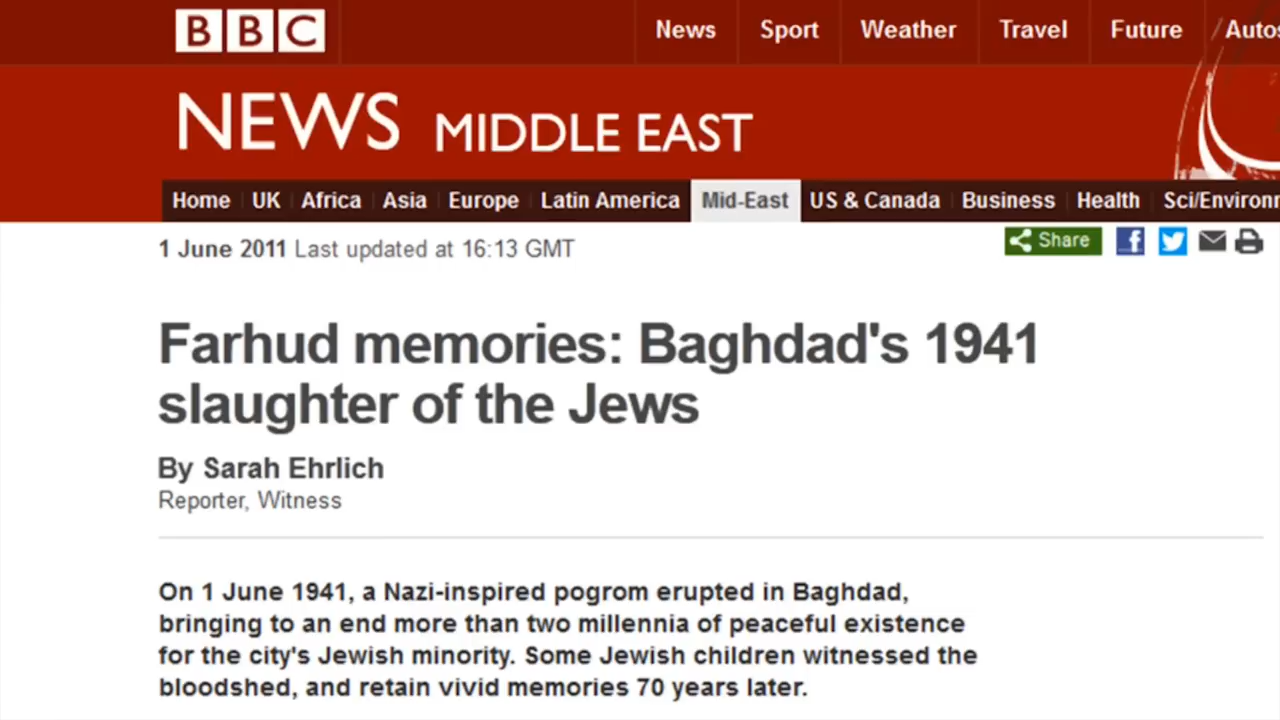 BBC
News Sport Weather Travel Future Autos
NEWS MIDDLE EAST
Home UK Africa Asia Europe Latin America Mid-East US & Canada Business Health Sci/Environm
1 June 2011 Last updated at 16:13 GMT
Share
Farhud memories: Baghdad's 1941
slaughter of the Jews
By Sarah Ehrlich
Reporter, Witness
On 1 June 1941, a Nazi-inspired pogrom erupted in Baghdad,
bringing to an end more than two millennia of peaceful existence
for the city's Jewish minority. Some Jewish children witnessed the
bloodshed, and retain vivid memories 70 years later.